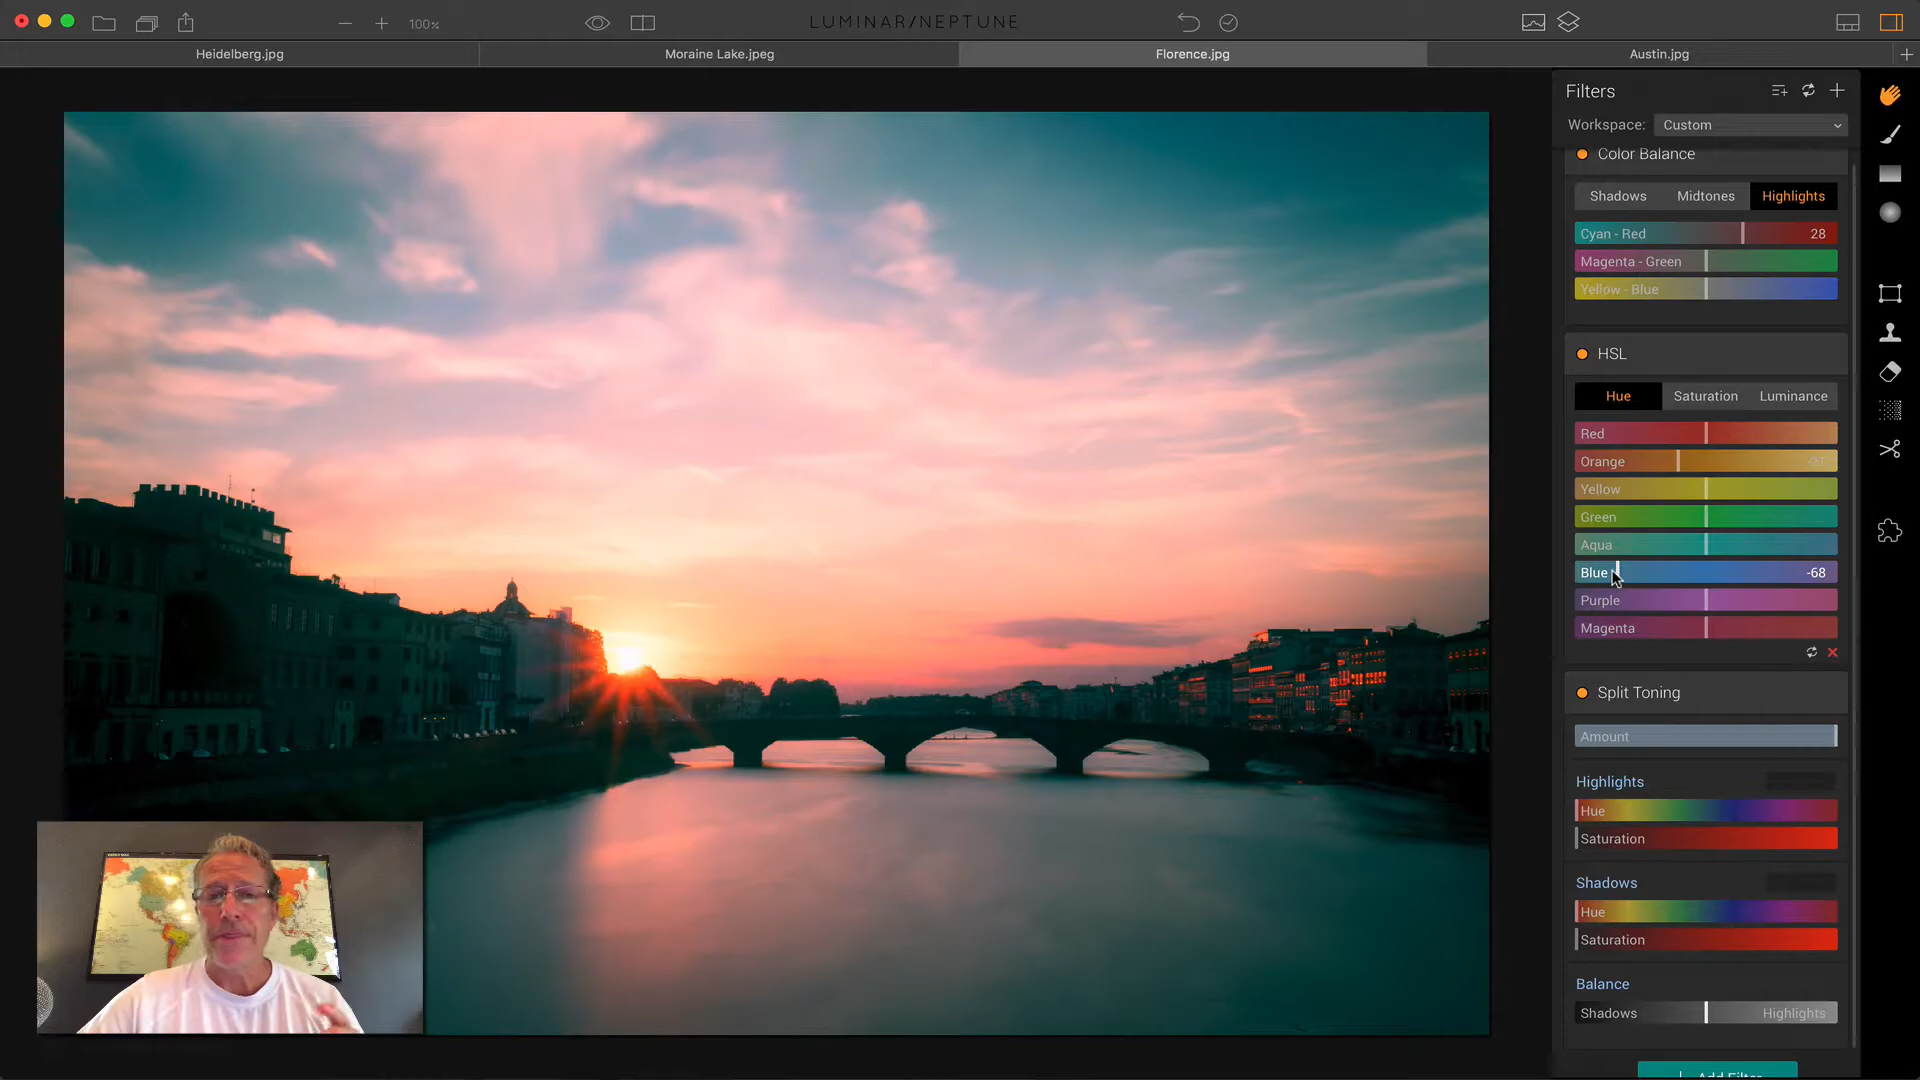 100%
LUMINAR/NEPTUNE
Heidelberg.jpg
Moraine Lake.jpeg
Florence.jpg
Austin.jpg
Filters
Workspace: Custom
Color Balance
Shadows Midtones Highlights
Cyan - Red 28
Magenta - Green
Yellow - Blue
HSL
Hue Saturation Luminance
Red
Orange
Yellow
Green
Aqua
Blue -68
Purple
Magenta
Split Toning
Amount
Highlights
Hue
Saturation
Shadows
Hue
Saturation
Balance
Shadows Highlights
Add Filter